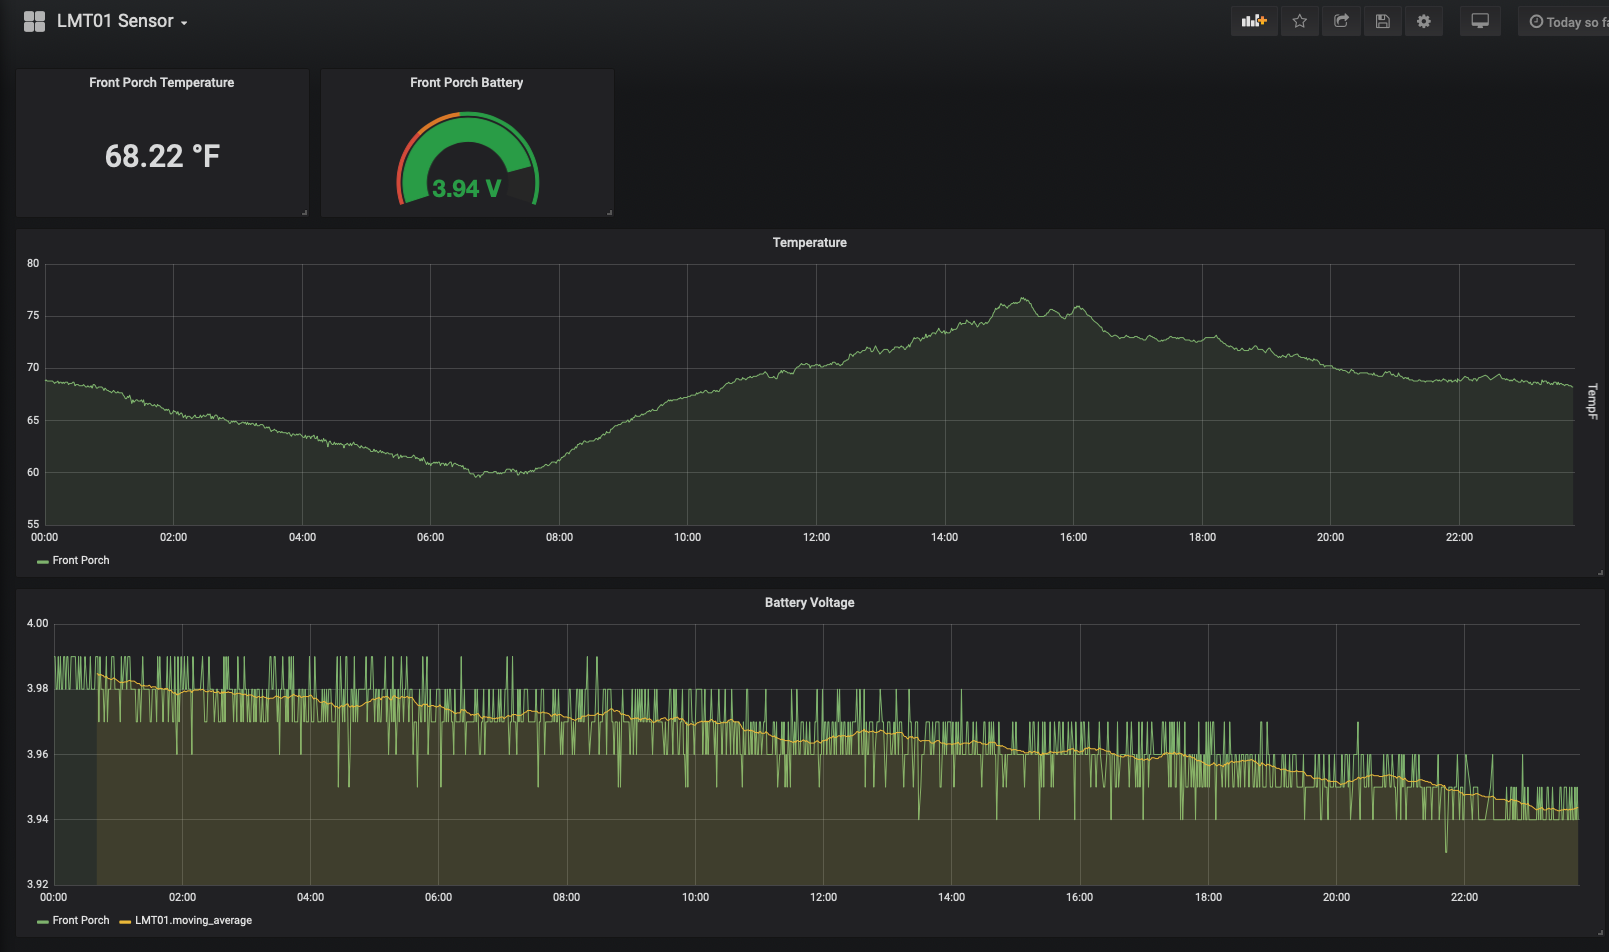 LMT01 Sensor
Today so fa
Front Porch Temperature
Front Porch Battery
68.22 °F
3.94 V
Temperature
80
75
70
65
60
55
00:00 02:00 04:00 06:00 08:00 10:00 12:00 14:00 16:00 18:00 20:00 22:00
TempF
Front Porch
Battery Voltage
4.00
3.98
3.96
3.94
3.92
00:00 02:00 04:00 06:00 08:00 10:00 12:00 14:00 16:00 18:00 20:00 22:00
Front Porch LMT01.moving_average